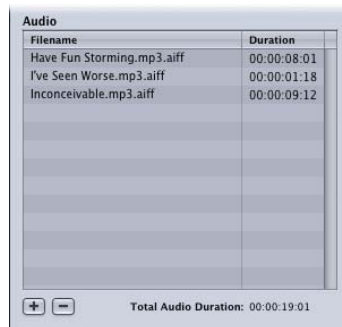 Audio
Filename Duration
Have Fun Storming.mp3.aiff 00:00:08:01
I've Seen Worse.mp3.aiff 00:00:01:18
Inconceivable.mp3.aiff 00:00:09:12
+ − Total Audio Duration: 00:00:19:01